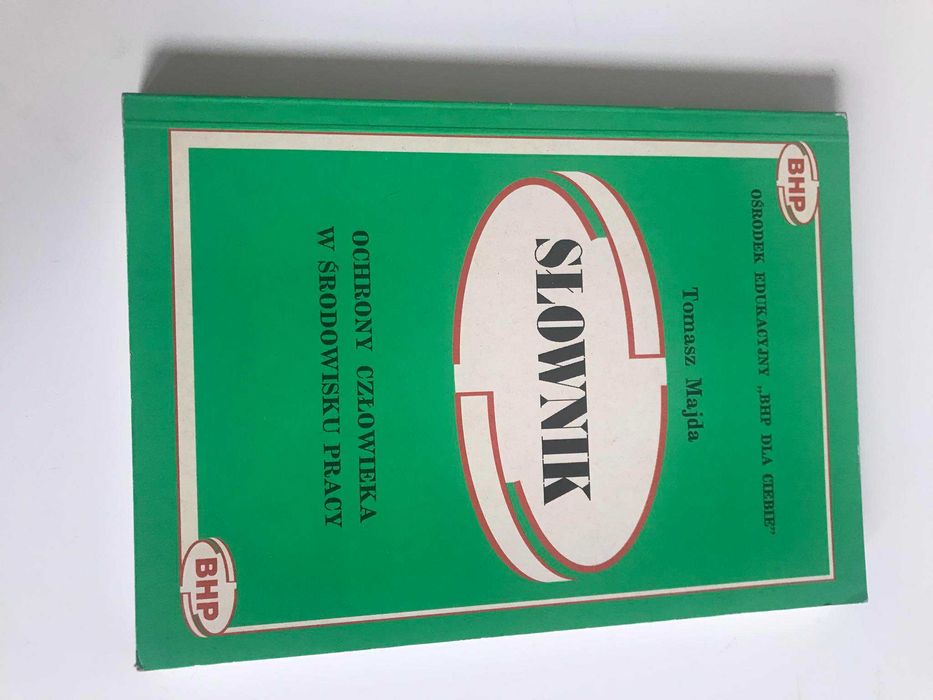 BHP
OŚRODEK EDUKACYJNY „BHP DLA CIEBIE”
Tomasz Majda
SŁOWNIK
OCHRONY CZŁOWIEKA
W ŚRODOWISKU PRACY
BHP